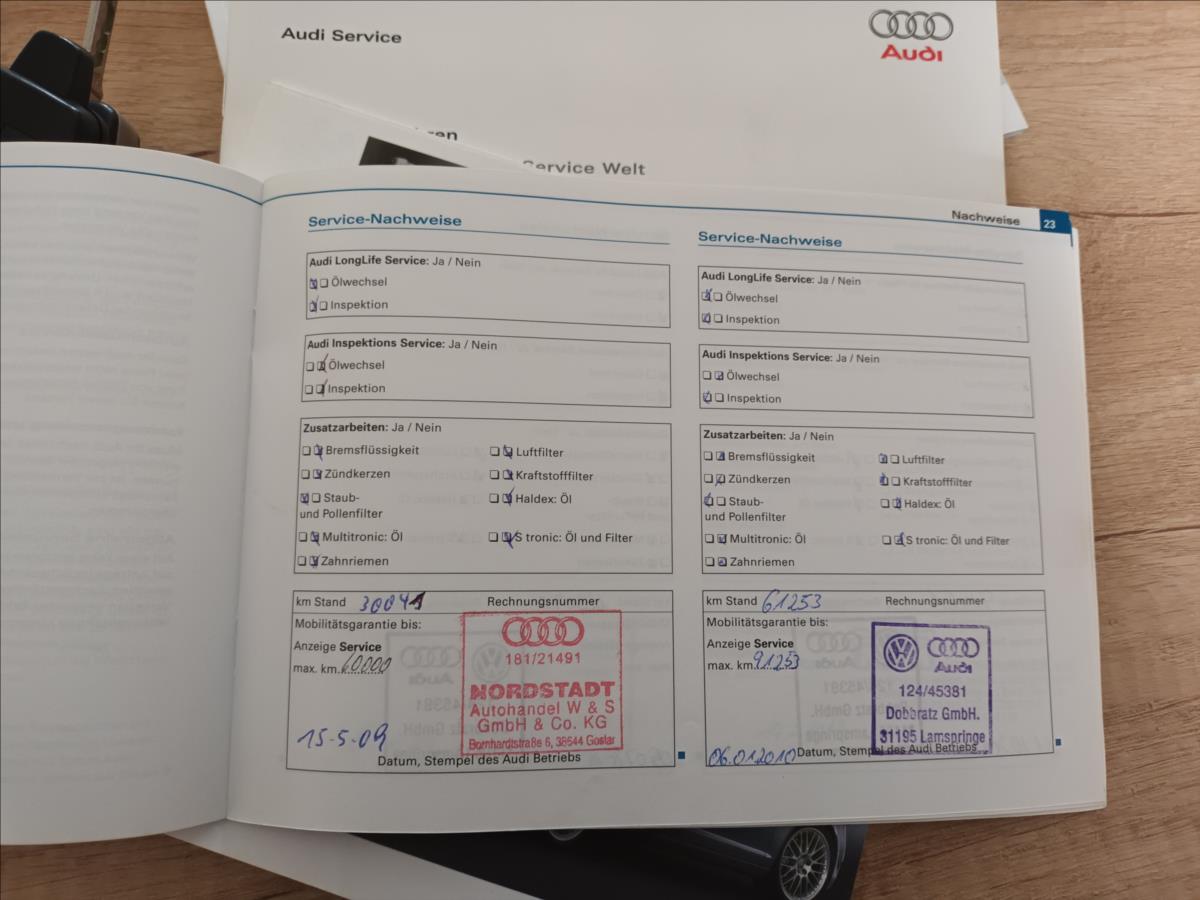 Audi Service
Audi
Service Welt
Nachweise 23
Service-Nachweise
Audi LongLife Service: Ja / Nein
Ölwechsel
Inspektion
Audi Inspektions Service: Ja / Nein
Ölwechsel
Inspektion
Zusatzarbeiten: Ja / Nein
Bremsflüssigkeit Luftfilter
Zündkerzen Kraftstofffilter
Staub- Haldex: Öl
und Pollenfilter
Multitronic: Öl S tronic: Öl und Filter
Zahnriemen
km Stand 30041 Rechnungsnummer
Mobilitätsgarantie bis:
Anzeige Service
max. km 60000
181/21491
NORDSTADT
Autohandel W & S
GmbH & Co. KG
Bornhardtstraße 6, 38644 Goslar
15-5-09
Datum, Stempel des Audi Betriebs
Service-Nachweise
Audi LongLife Service: Ja / Nein
Ölwechsel
Inspektion
Audi Inspektions Service: Ja / Nein
Ölwechsel
Inspektion
Zusatzarbeiten: Ja / Nein
Bremsflüssigkeit Luftfilter
Zündkerzen Kraftstofffilter
Staub- Haldex: Öl
und Pollenfilter
Multitronic: Öl S tronic: Öl und Filter
Zahnriemen
km Stand 61253 Rechnungsnummer
Mobilitätsgarantie bis:
Anzeige Service
max. km 91253
Audi
124/45381
Dobbratz GmbH.
31195 Lamspringe
06.01.2010 Datum, Stempel des Audi Betriebs